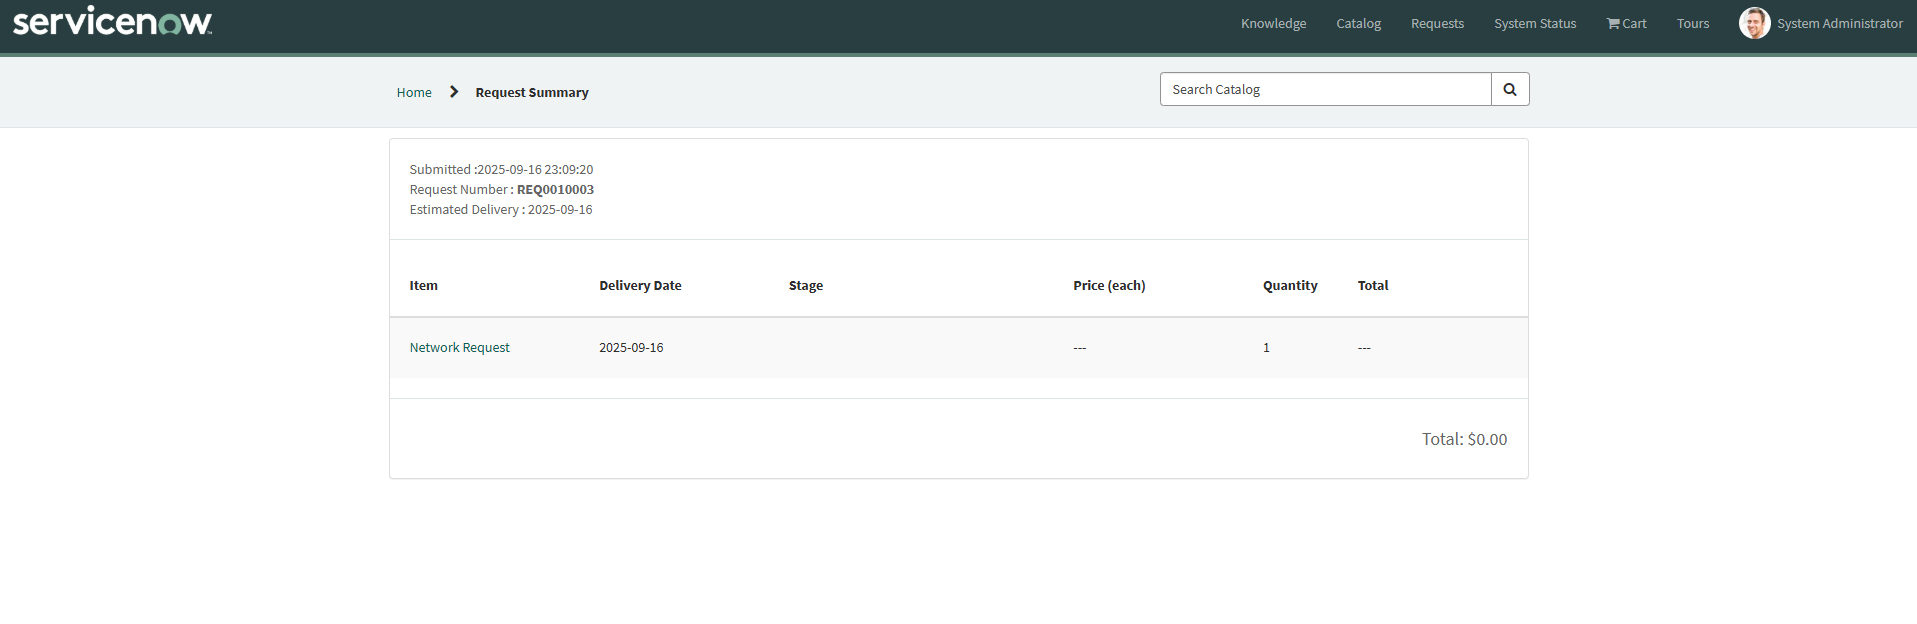 servicenow
Knowledge Catalog Requests System Status Cart Tours System Administrator
Home Request Summary Search Catalog
Submitted :2025-09-16 23:09:20
Request Number : REQ0010003
Estimated Delivery : 2025-09-16
Item Delivery Date Stage Price (each) Quantity Total
Network Request 2025-09-16 --- 1 ---
Total: $0.00